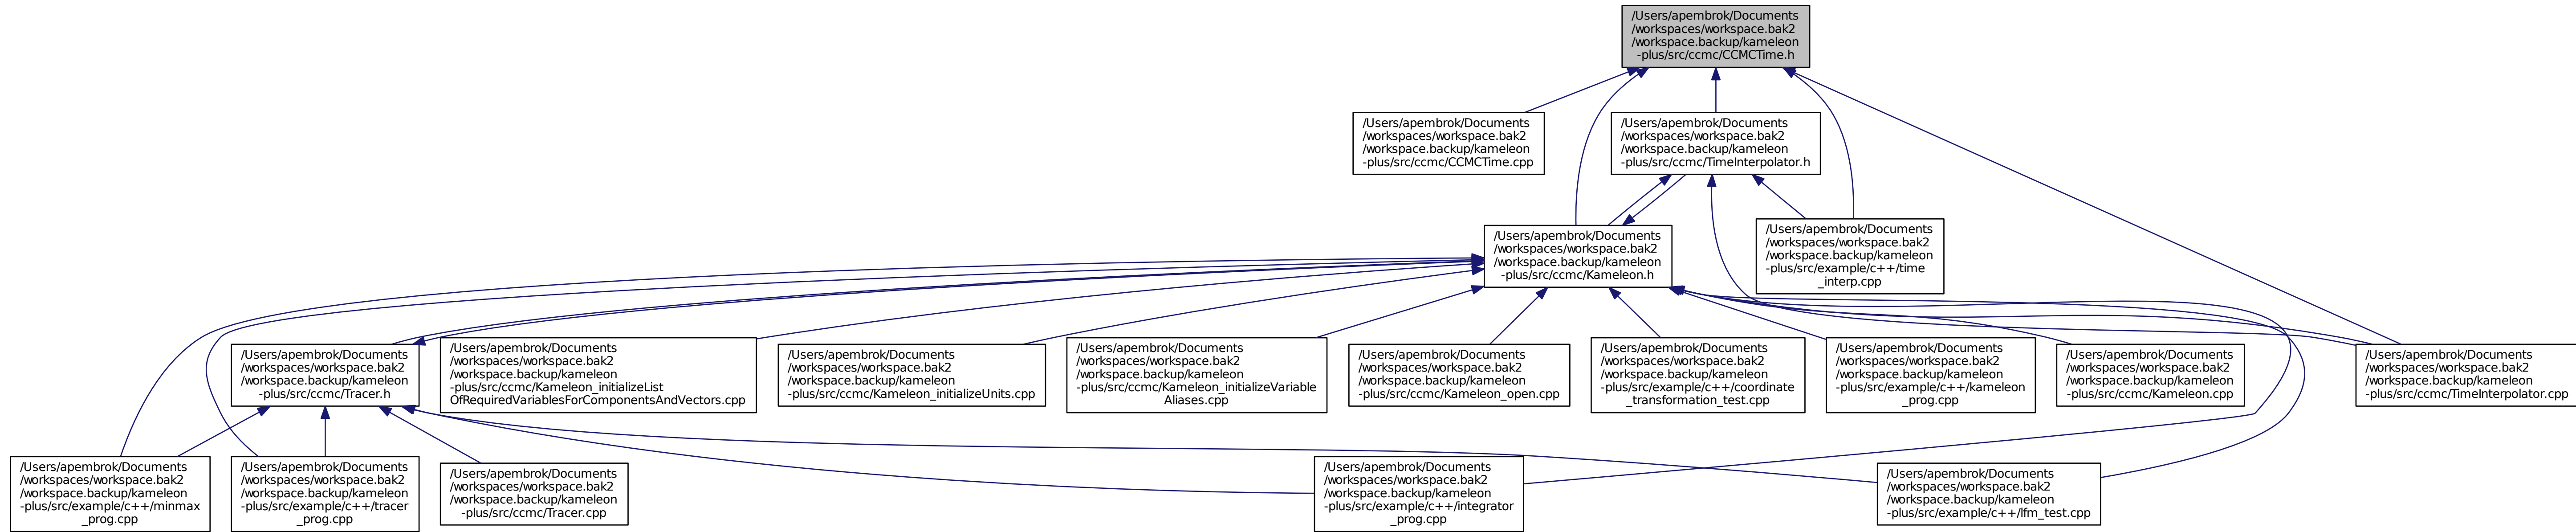 /Users/apembrok/Documents
/workspaces/workspace.bak2
/workspace.backup/kameleon
-plus/src/ccmc/CCMCTime.h
/Users/apembrok/Documents
/workspaces/workspace.bak2
/workspace.backup/kameleon
-plus/src/ccmc/CCMCTime.cpp
/Users/apembrok/Documents
/workspaces/workspace.bak2
/workspace.backup/kameleon
-plus/src/ccmc/TimeInterpolator.h
/Users/apembrok/Documents
/workspaces/workspace.bak2
/workspace.backup/kameleon
-plus/src/ccmc/Kameleon.h
/Users/apembrok/Documents
/workspaces/workspace.bak2
/workspace.backup/kameleon
-plus/src/example/c++/time
_interp.cpp
/Users/apembrok/Documents
/workspaces/workspace.bak2
/workspace.backup/kameleon
-plus/src/ccmc/Tracer.h
/Users/apembrok/Documents
/workspaces/workspace.bak2
/workspace.backup/kameleon
-plus/src/ccmc/Kameleon_initializeList
OfRequiredVariablesForComponentsAndVectors.cpp
/Users/apembrok/Documents
/workspaces/workspace.bak2
/workspace.backup/kameleon
-plus/src/ccmc/Kameleon_initializeUnits.cpp
/Users/apembrok/Documents
/workspaces/workspace.bak2
/workspace.backup/kameleon
-plus/src/ccmc/Kameleon_initializeVariable
Aliases.cpp
/Users/apembrok/Documents
/workspaces/workspace.bak2
/workspace.backup/kameleon
-plus/src/ccmc/Kameleon_open.cpp
/Users/apembrok/Documents
/workspaces/workspace.bak2
/workspace.backup/kameleon
-plus/src/example/c++/coordinate
_transformation_test.cpp
/Users/apembrok/Documents
/workspaces/workspace.bak2
/workspace.backup/kameleon
-plus/src/example/c++/kameleon
_prog.cpp
/Users/apembrok/Documents
/workspaces/workspace.bak2
/workspace.backup/kameleon
-plus/src/ccmc/Kameleon.cpp
/Users/apembrok/Documents
/workspaces/workspace.bak2
/workspace.backup/kameleon
-plus/src/ccmc/TimeInterpolator.cpp
/Users/apembrok/Documents
/workspaces/workspace.bak2
/workspace.backup/kameleon
-plus/src/example/c++/minmax
_prog.cpp
/Users/apembrok/Documents
/workspaces/workspace.bak2
/workspace.backup/kameleon
-plus/src/example/c++/tracer
_prog.cpp
/Users/apembrok/Documents
/workspaces/workspace.bak2
/workspace.backup/kameleon
-plus/src/ccmc/Tracer.cpp
/Users/apembrok/Documents
/workspaces/workspace.bak2
/workspace.backup/kameleon
-plus/src/example/c++/integrator
_prog.cpp
/Users/apembrok/Documents
/workspaces/workspace.bak2
/workspace.backup/kameleon
-plus/src/example/c++/lfm_test.cpp